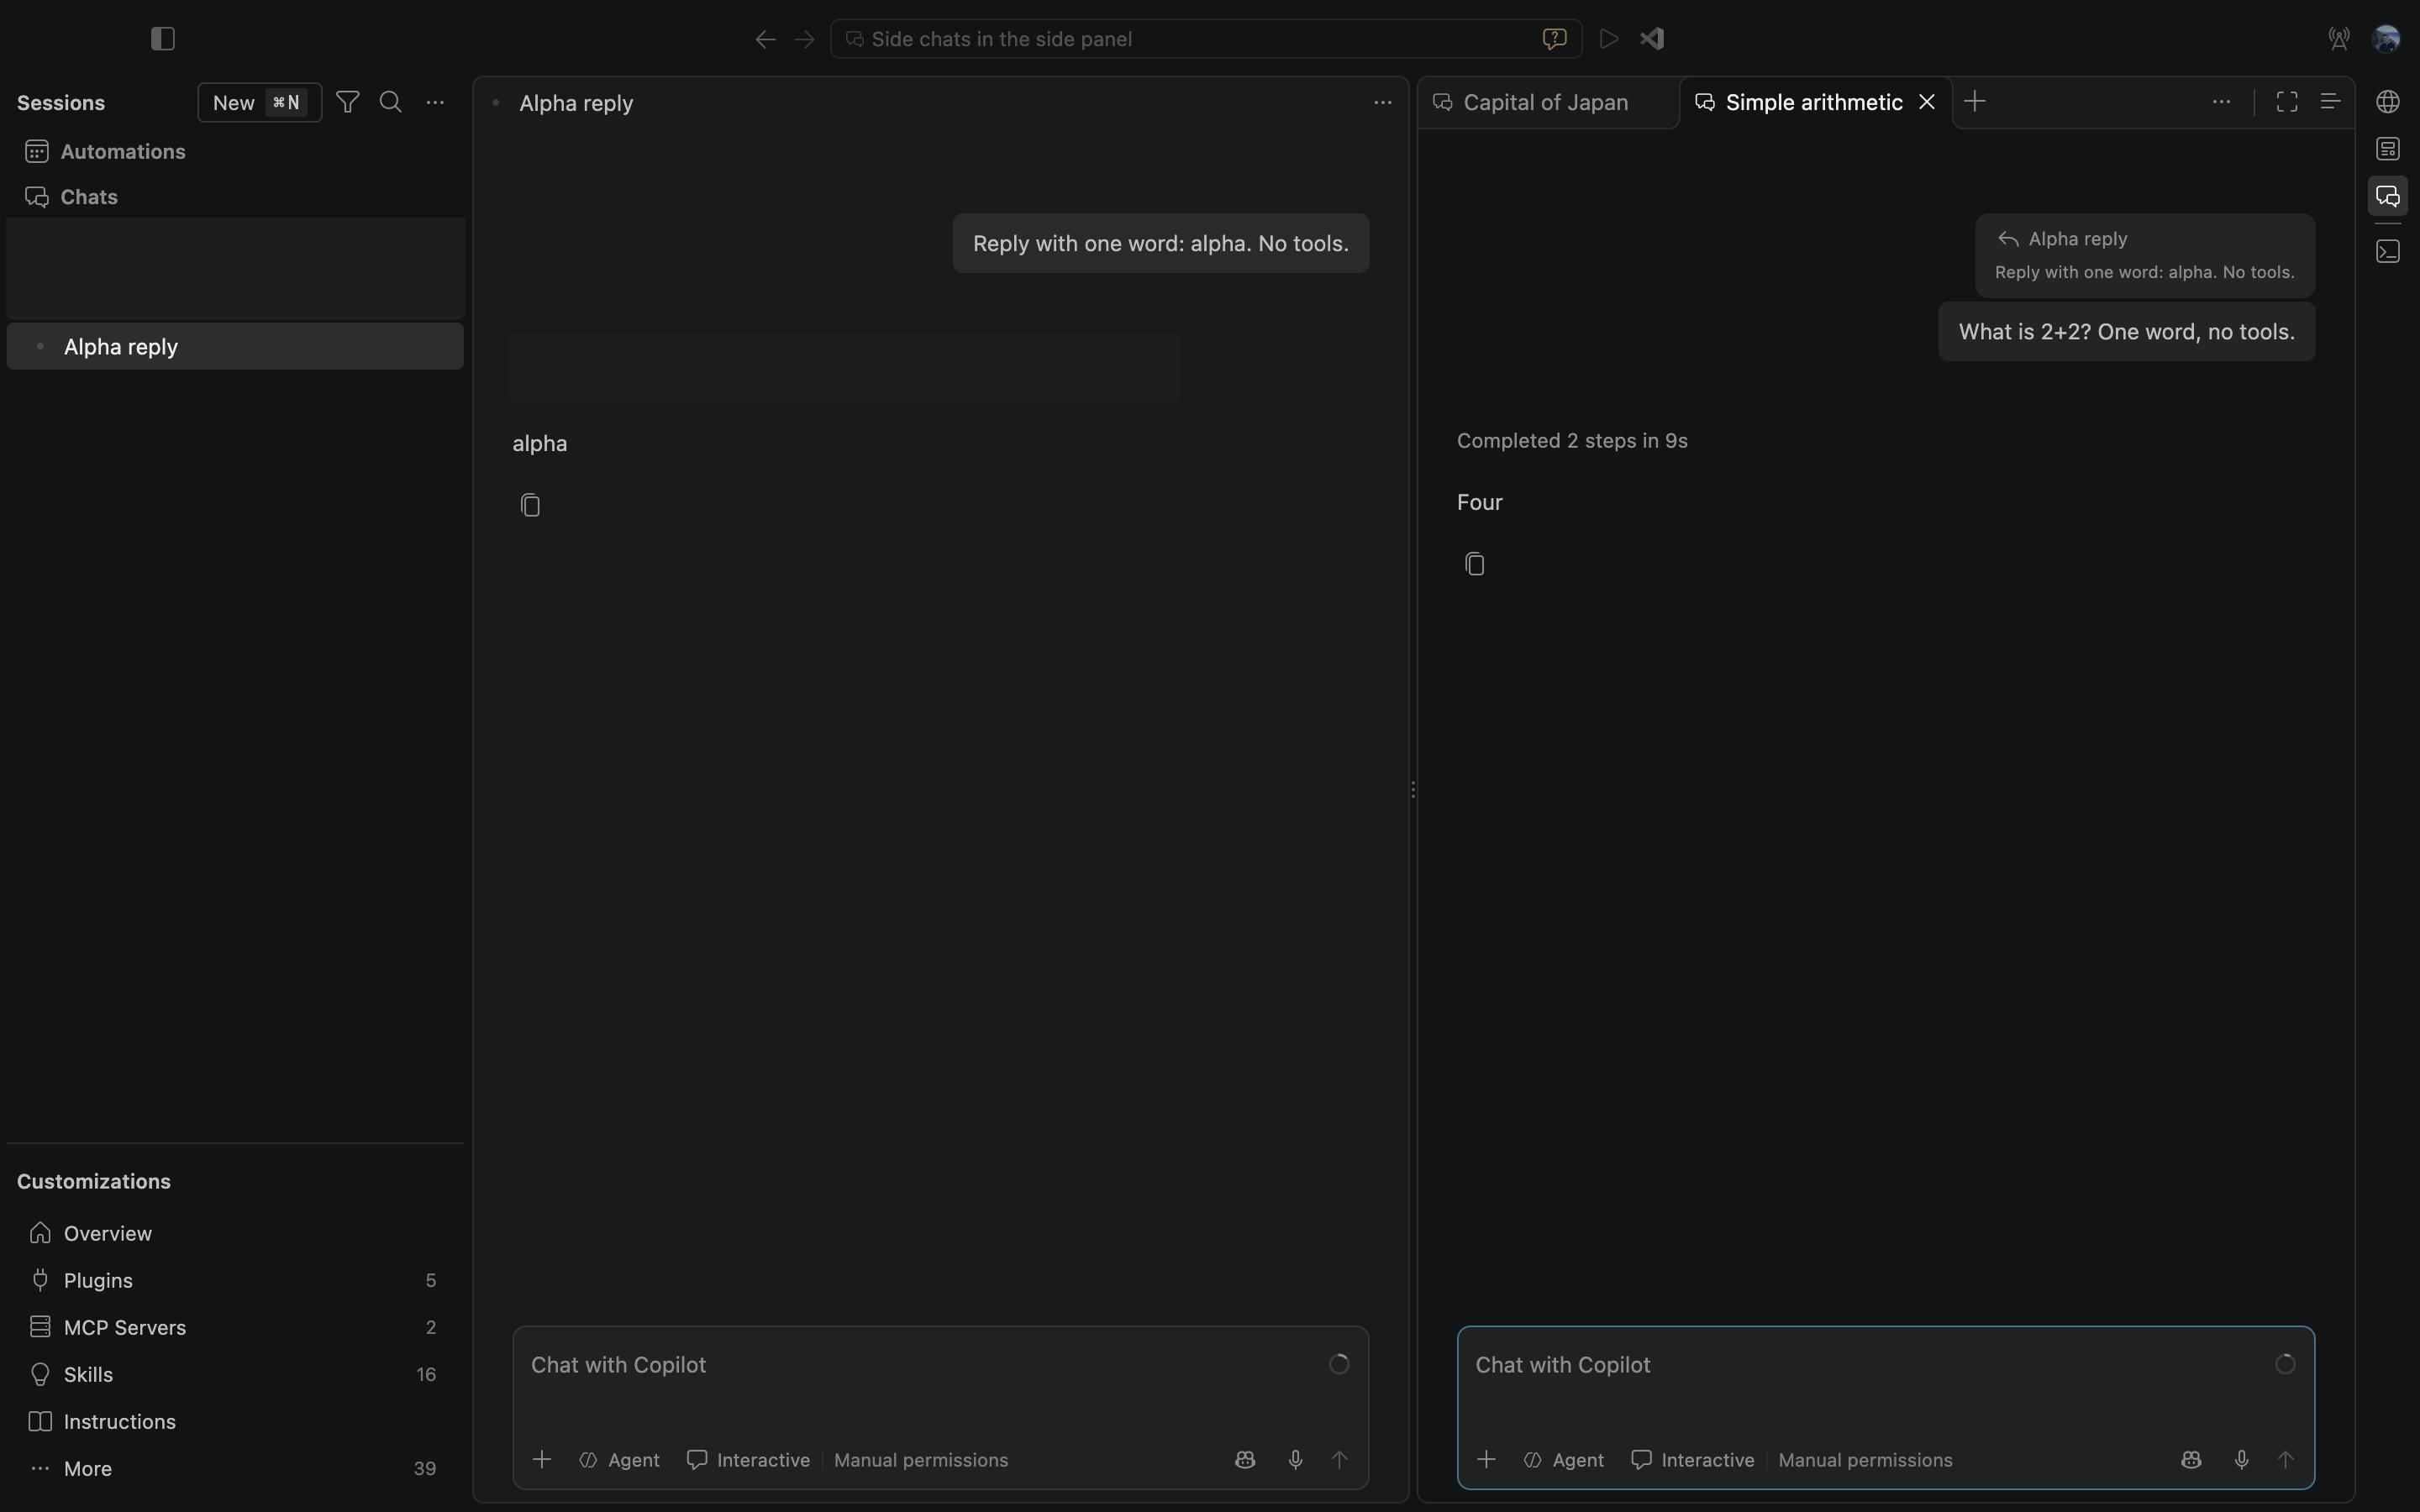 Side chats in the side panel
Sessions
New ⌘N
Automations
Chats
Alpha reply
Customizations
Overview
Plugins 5
MCP Servers 2
Skills 16
Instructions
More 39
Alpha reply
Reply with one word: alpha. No tools.
alpha
Chat with Copilot
Agent Interactive Manual permissions
Capital of Japan Simple arithmetic
Alpha reply
Reply with one word: alpha. No tools.
What is 2+2? One word, no tools.
Completed 2 steps in 9s
Four
Chat with Copilot
Agent Interactive Manual permissions